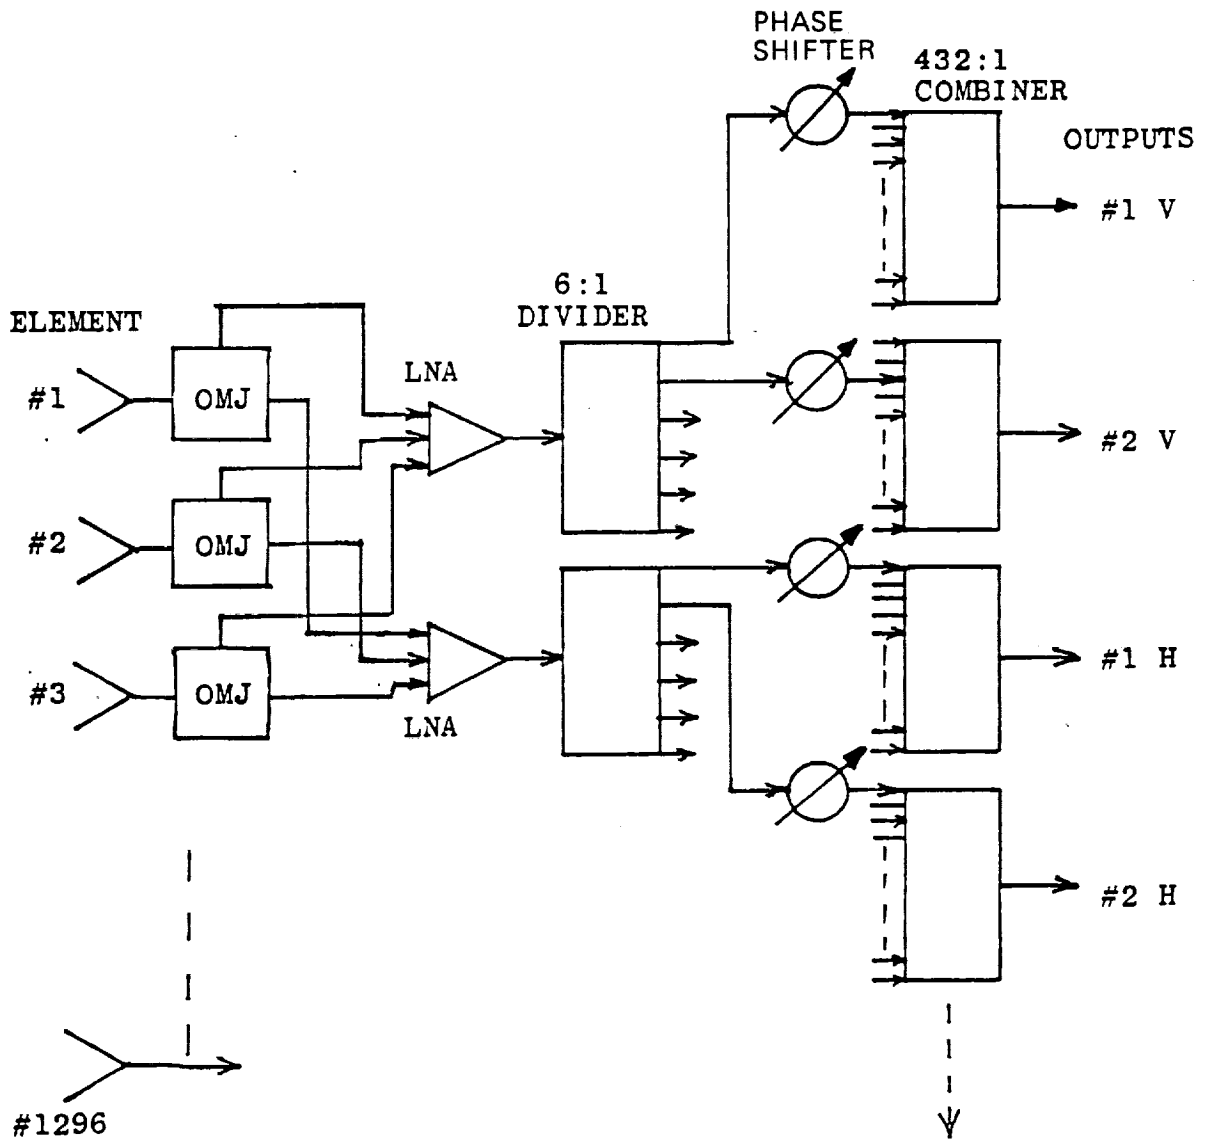 PHASE
SHIFTER
432:1
COMBINER
OUTPUTS
#1 V
6:1
DIVIDER
ELEMENT
LNA
#1
OMJ
#2 V
#2
OMJ
#1 H
#3
OMJ
LNA
#2 H
#1296